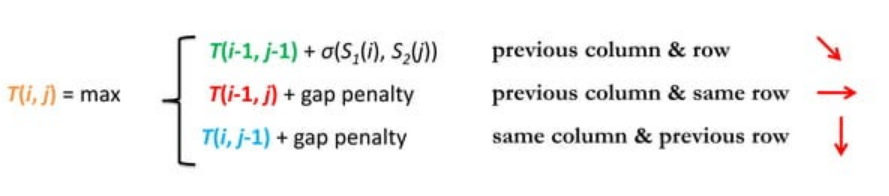 T(i-1, j-1) + σ(S₁(i), S₂(j)) previous column & row
T(i, j) = max T(i-1, j) + gap penalty previous column & same row
T(i, j-1) + gap penalty same column & previous row